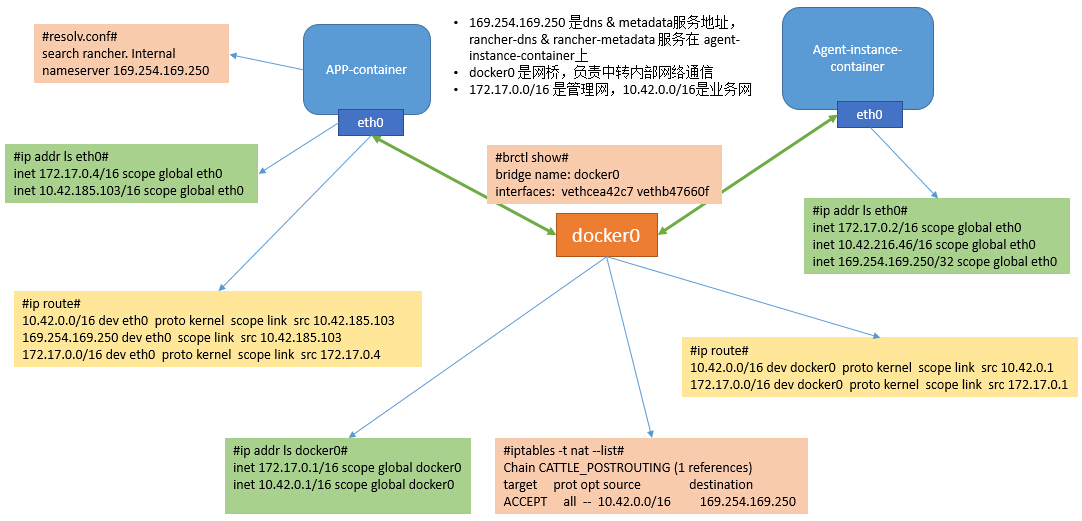 #resolv.conf#
search rancher. Internal
nameserver 169.254.169.250
APP-container
eth0
• 169.254.169.250 是dns & metadata服务地址，
rancher-dns & rancher-metadata 服务在 agent-
instance-container上
• docker0 是网桥，负责中转内部网络通信
• 172.17.0.0/16 是管理网，10.42.0.0/16是业务网
Agent-instance-
container
eth0
#ip addr ls eth0#
inet 172.17.0.4/16 scope global eth0
inet 10.42.185.103/16 scope global eth0
#brctl show#
bridge name: docker0
interfaces:  vethcea42c7 vethb47660f
docker0
#ip addr ls eth0#
inet 172.17.0.2/16 scope global eth0
inet 10.42.216.46/16 scope global eth0
inet 169.254.169.250/32 scope global eth0
#ip route#
10.42.0.0/16 dev eth0  proto kernel  scope link  src 10.42.185.103
169.254.169.250 dev eth0  scope link  src 10.42.185.103
172.17.0.0/16 dev eth0  proto kernel  scope link  src 172.17.0.4
#ip route#
10.42.0.0/16 dev docker0  proto kernel  scope link  src 10.42.0.1
172.17.0.0/16 dev docker0  proto kernel  scope link  src 172.17.0.1
#ip addr ls docker0#
inet 172.17.0.1/16 scope global docker0
inet 10.42.0.1/16 scope global docker0
#iptables -t nat --list#
Chain CATTLE_POSTROUTING (1 references)
target     prot opt source               destination
ACCEPT     all  --  10.42.0.0/16         169.254.169.250